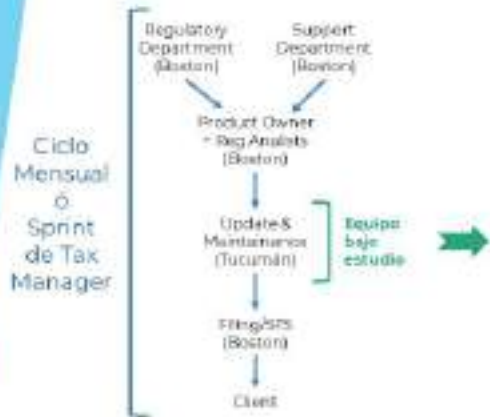 Regulatory
Department
(Boston)
Support
Department
(Boston)
Product Owner
+ Reg Analists
(Boston)
Ciclo
Mensual
ó
Sprint
de Tax
Manager
Update &
Maintainance
(Tucumán)
Equipo
bajo
estudio
Filing/SFS
(Boston)
Client